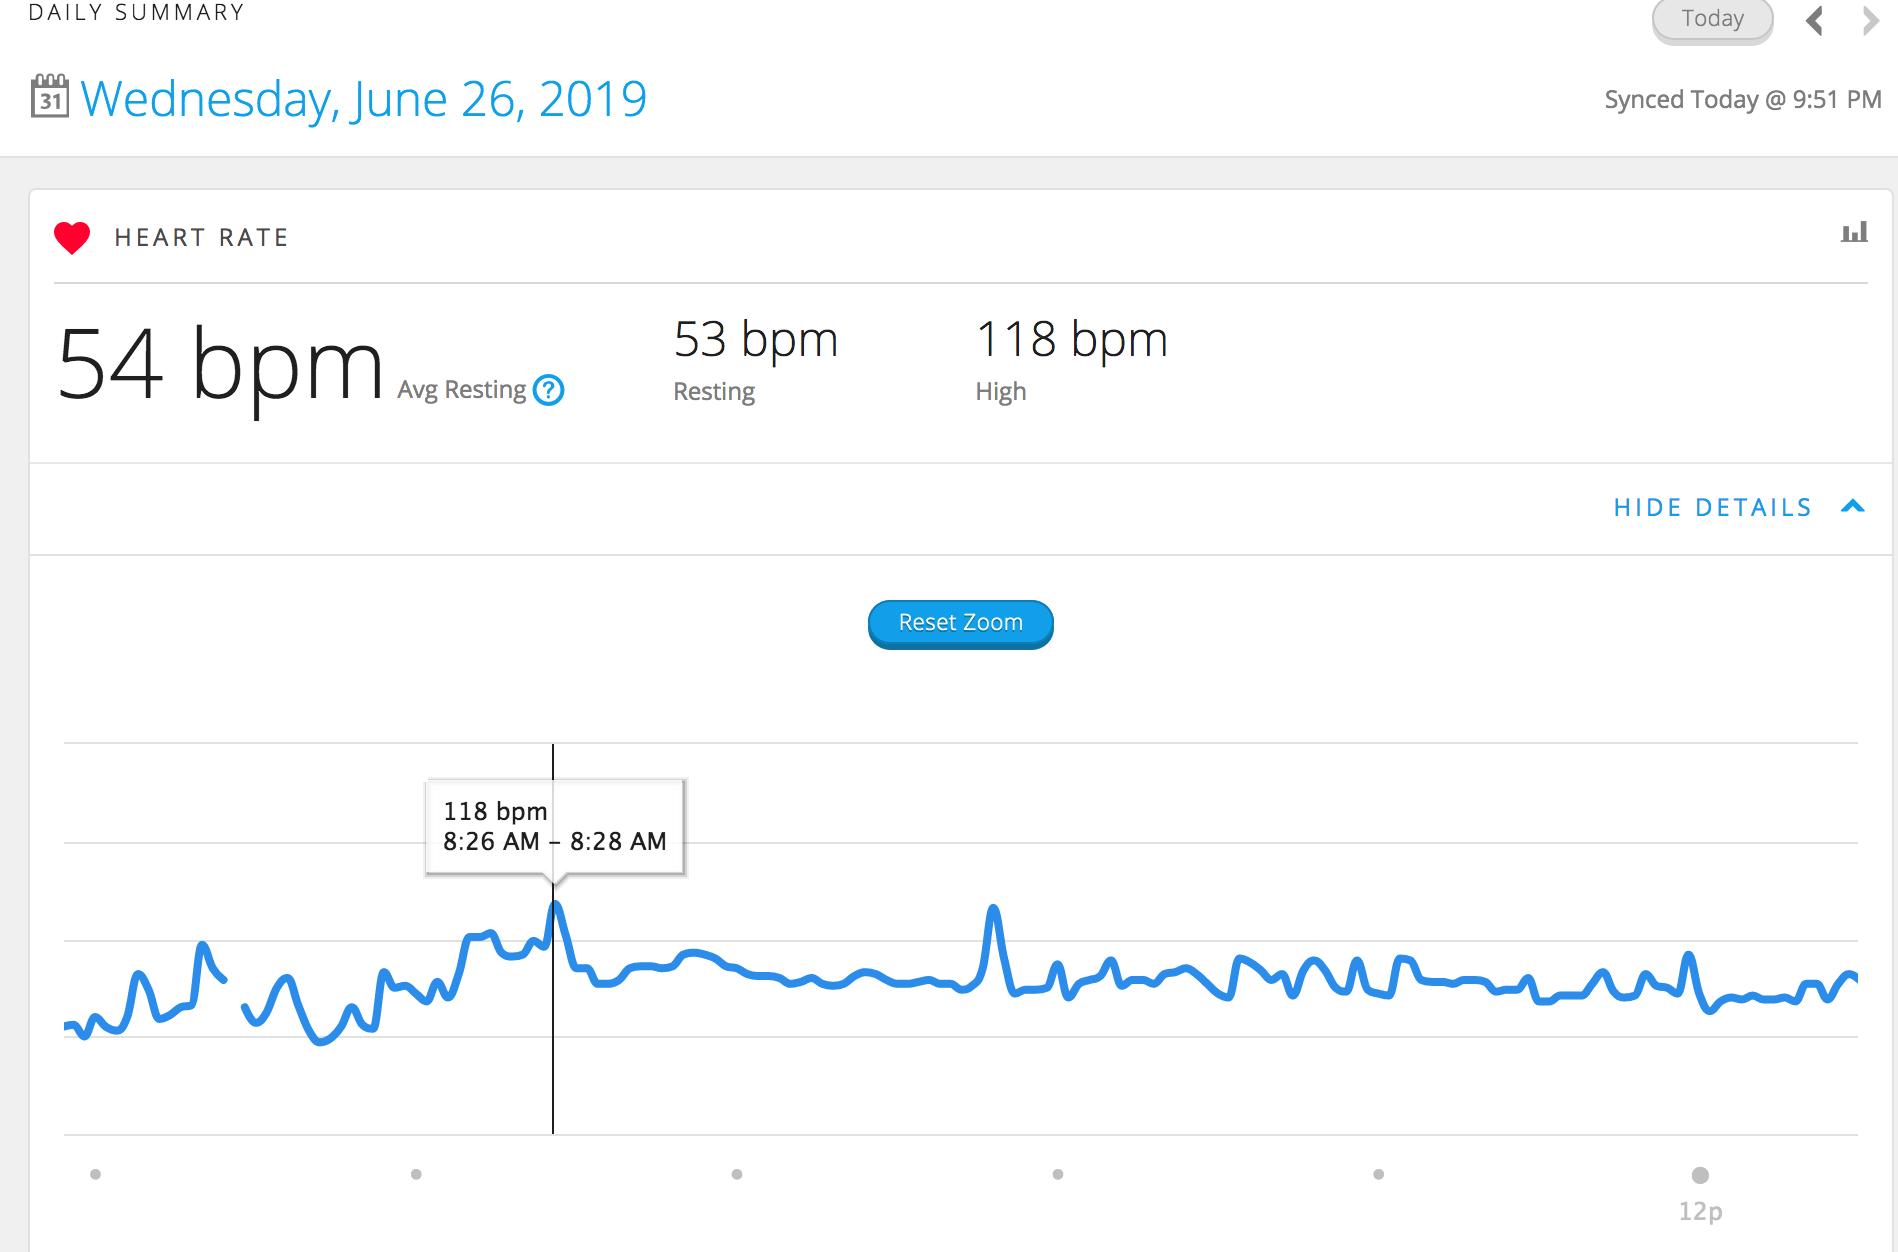 DAILY SUMMARY
Today
31
Wednesday, June 26, 2019
Synced Today @ 9:51 PM
HEART RATE
54 bpm Avg Resting ?
53 bpm
Resting
118 bpm
High
HIDE DETAILS
Reset Zoom
118 bpm
8:26 AM – 8:28 AM
12p